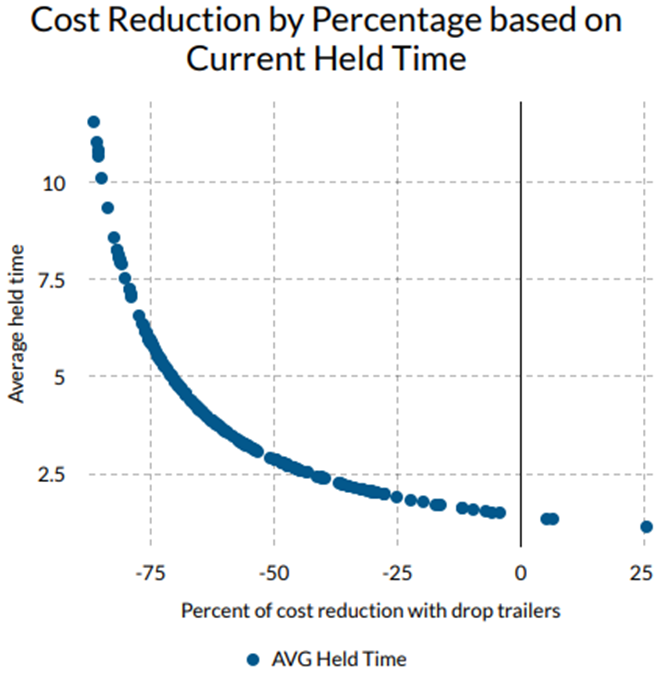 Cost Reduction by Percentage based on
Current Held Time
Average held time
10
7.5
5
2.5
-75 -50 -25 0 25
Percent of cost reduction with drop trailers
AVG Held Time